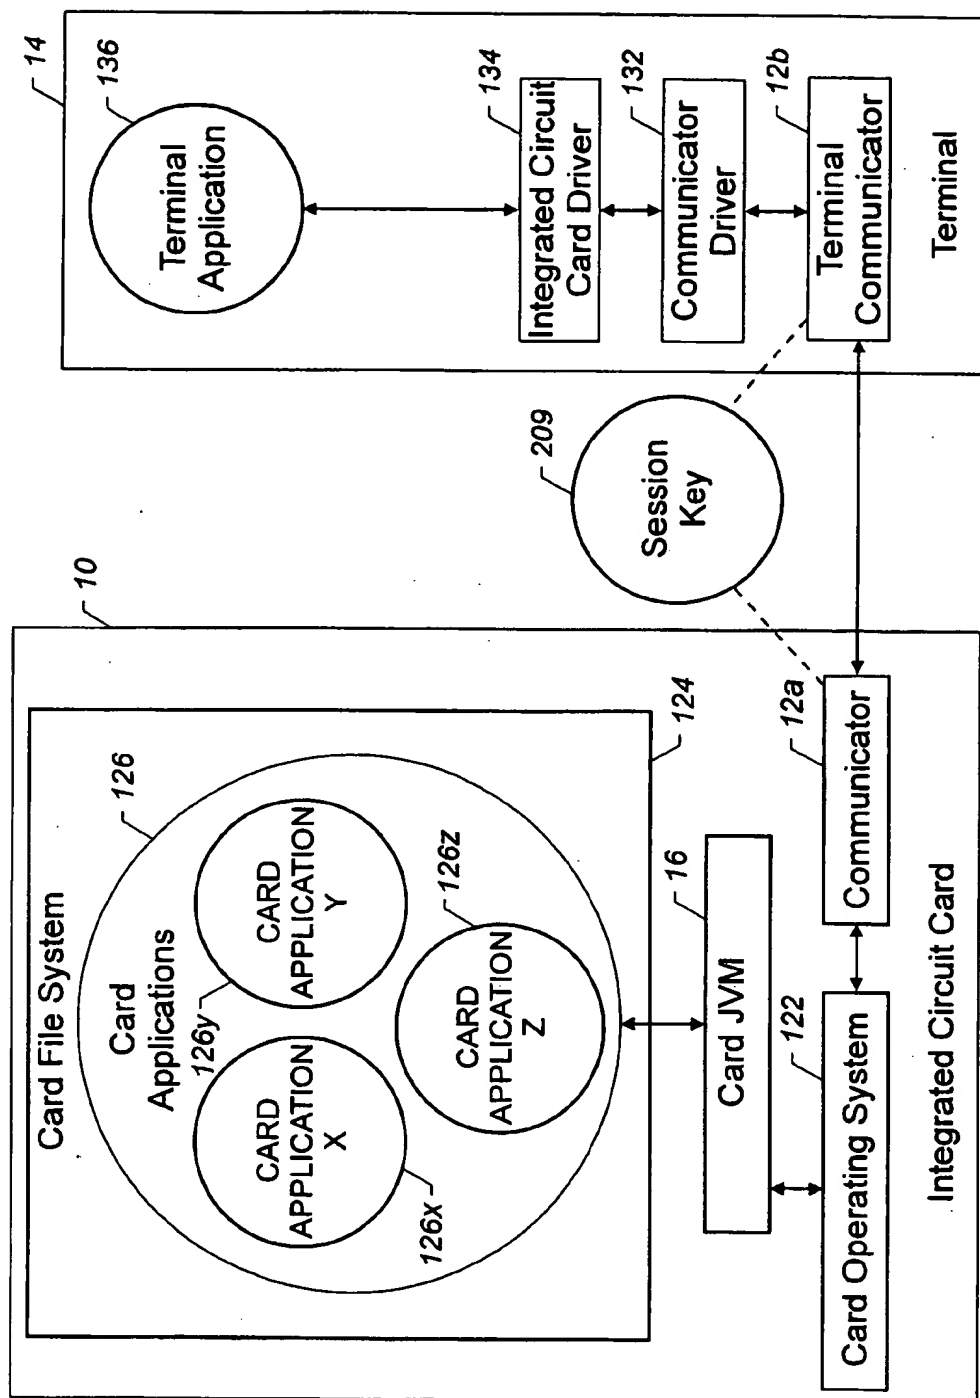 10
Card File System
Card
Applications
126
126y
CARD
APPLICATION
X
CARD
APPLICATION
Y
126x
CARD
APPLICATION
Z
126z
124
Card JVM
16
Card Operating System
122
Communicator
12a
Integrated Circuit Card
Session
Key
209
14
Terminal
Application
136
Integrated Circuit
Card Driver
134
Communicator
Driver
132
Terminal
Communicator
12b
Terminal